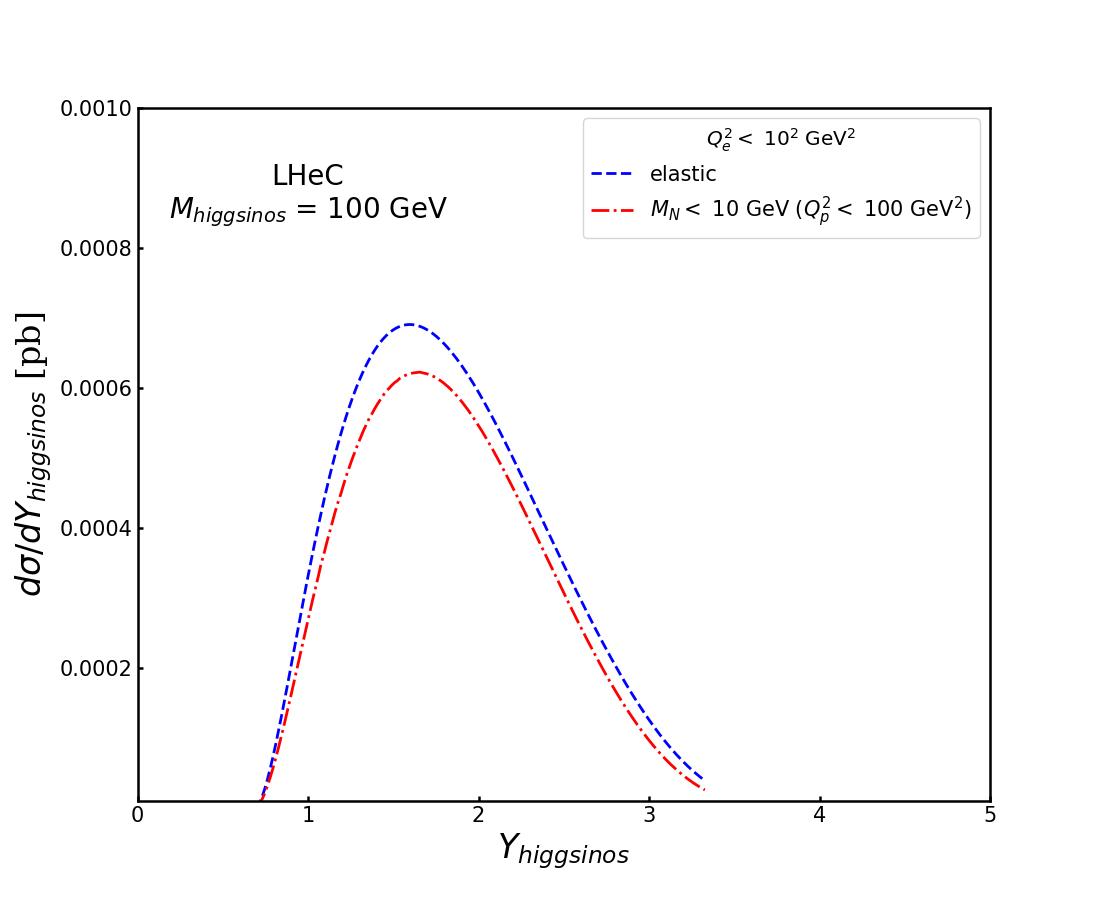 LHeC
M_higgsinos = 100 GeV
Q_e^2 < 10^2 GeV^2
elastic
M_N < 10 GeV (Q_p^2 < 100 GeV^2)
dσ/dY_higgsinos [pb]
0.0010
0.0008
0.0006
0.0004
0.0002
0 1 2 3 4 5
Y_higgsinos